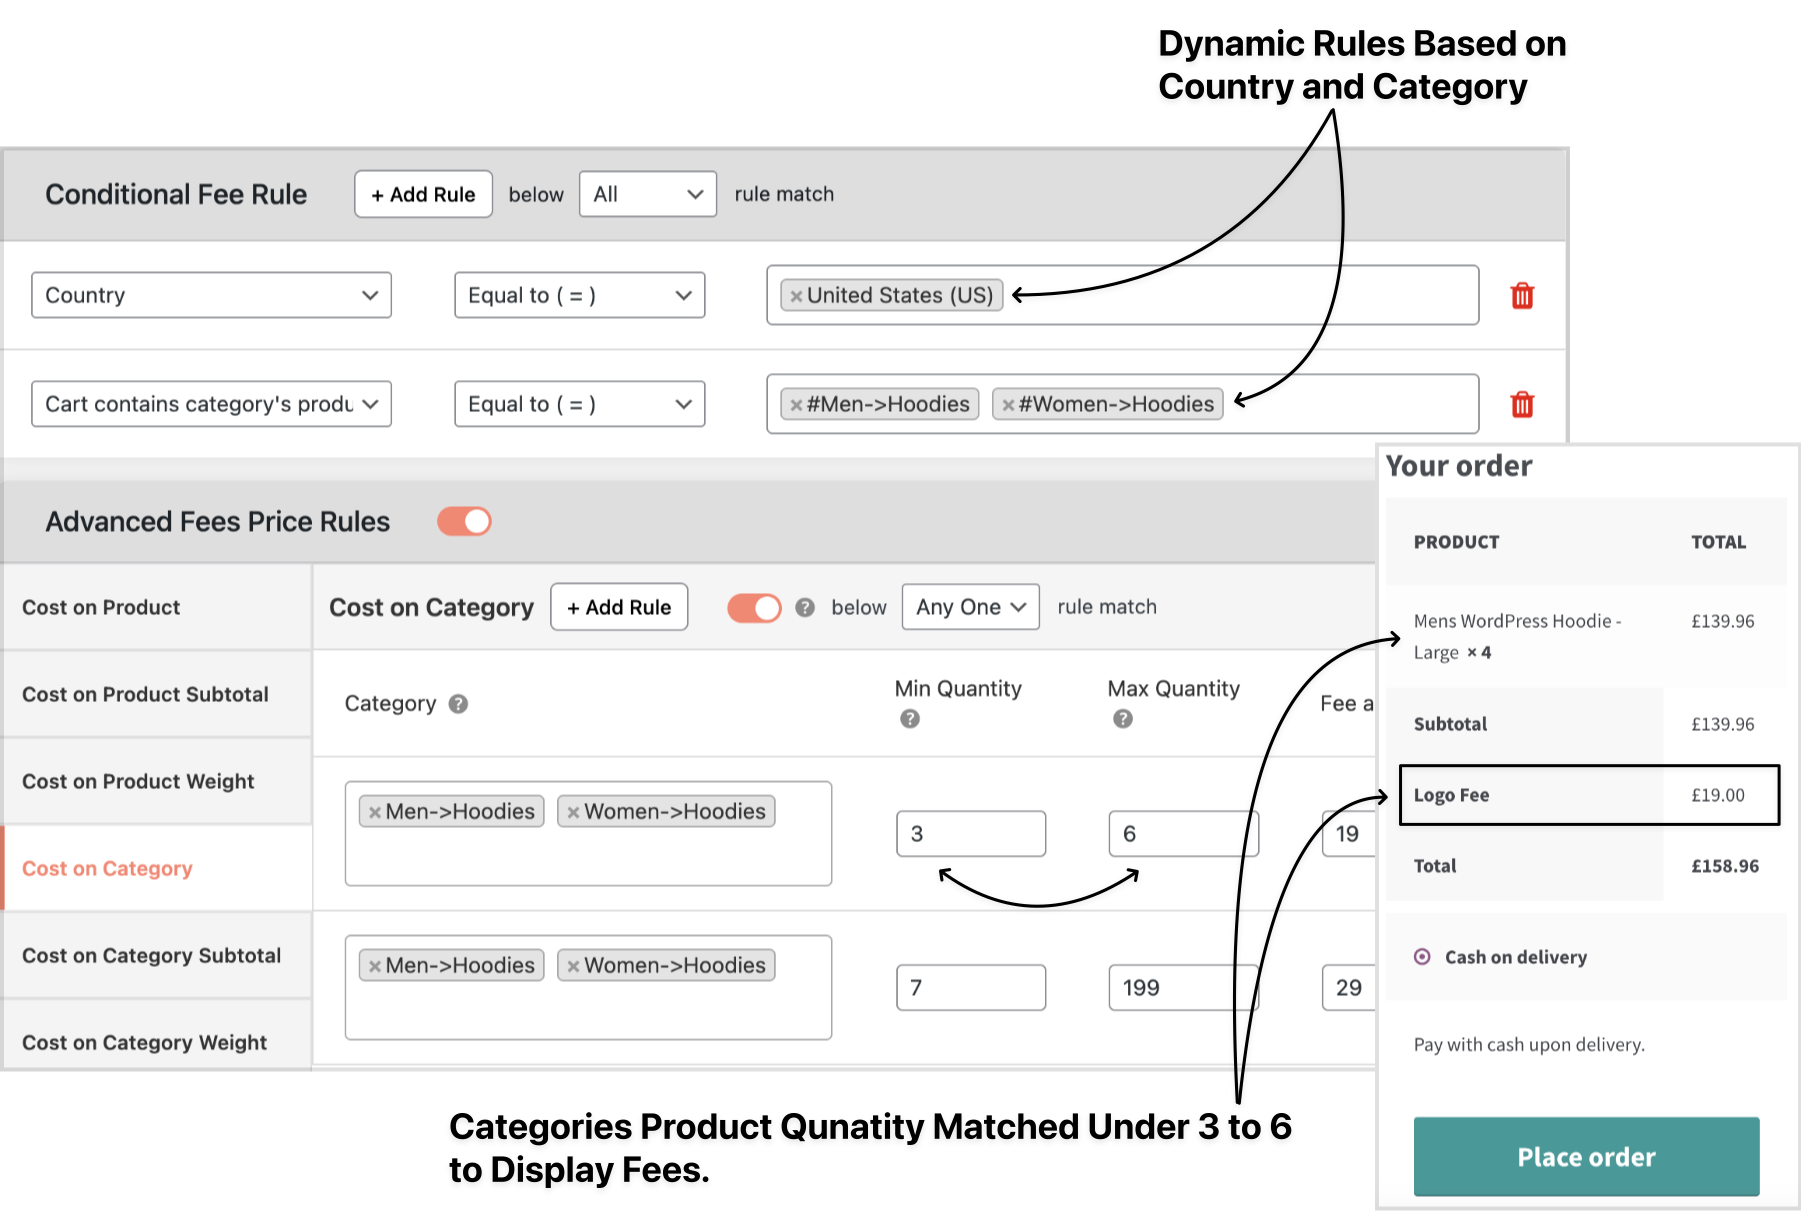 Dynamic Rules Based on
Country and Category
Conditional Fee Rule + Add Rule below All rule match
Country Equal to ( = ) ×United States (US)
Cart contains category's produ Equal to ( = ) ×#Men->Hoodies ×#Women->Hoodies
Advanced Fees Price Rules
Cost on Product
Cost on Product Subtotal
Cost on Product Weight
Cost on Category
Cost on Category Subtotal
Cost on Category Weight
Cost on Category + Add Rule ? below Any One rule match
Category ? Min Quantity ? Max Quantity ? Fee a
×Men->Hoodies ×Women->Hoodies 3 6 19
×Men->Hoodies ×Women->Hoodies 7 199 29
Your order
PRODUCT TOTAL
Mens WordPress Hoodie - £139.96
Large × 4
Subtotal £139.96
Logo Fee £19.00
Total £158.96
Cash on delivery
Pay with cash upon delivery.
Place order
Categories Product Qunatity Matched Under 3 to 6
to Display Fees.